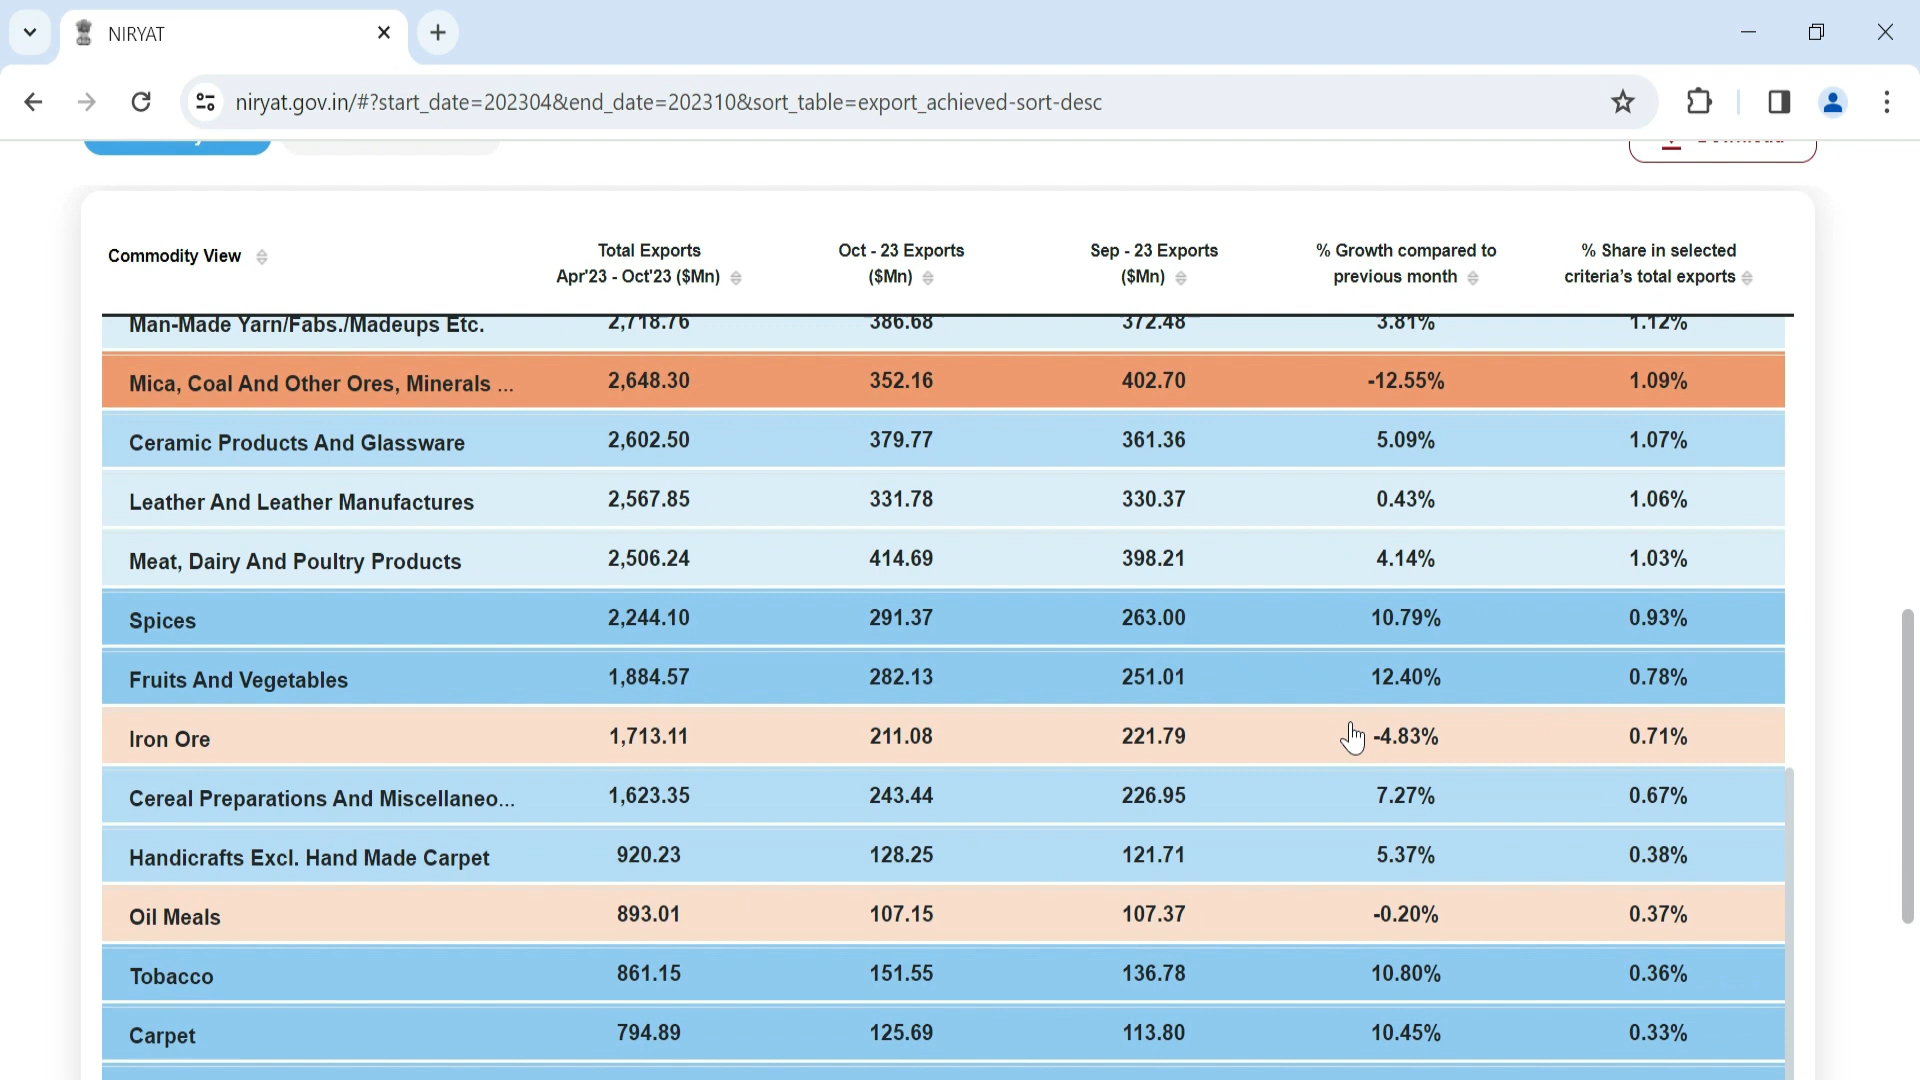 NIRYAT
niryat.gov.in/#?start_date=202304&end_date=202310&sort_table=export_achieved-sort-desc
Commodity View
Total Exports
Apr'23 - Oct'23 ($Mn)
Oct - 23 Exports
($Mn)
Sep - 23 Exports
($Mn)
% Growth compared to
previous month
% Share in selected
criteria's total exports
Man-Made Yarn/Fabs./Madeups Etc. 2,718.76 386.68 372.48 3.81% 1.12%
Mica, Coal And Other Ores, Minerals ... 2,648.30 352.16 402.70 -12.55% 1.09%
Ceramic Products And Glassware 2,602.50 379.77 361.36 5.09% 1.07%
Leather And Leather Manufactures 2,567.85 331.78 330.37 0.43% 1.06%
Meat, Dairy And Poultry Products 2,506.24 414.69 398.21 4.14% 1.03%
Spices 2,244.10 291.37 263.00 10.79% 0.93%
Fruits And Vegetables 1,884.57 282.13 251.01 12.40% 0.78%
Iron Ore 1,713.11 211.08 221.79 -4.83% 0.71%
Cereal Preparations And Miscellaneo... 1,623.35 243.44 226.95 7.27% 0.67%
Handicrafts Excl. Hand Made Carpet 920.23 128.25 121.71 5.37% 0.38%
Oil Meals 893.01 107.15 107.37 -0.20% 0.37%
Tobacco 861.15 151.55 136.78 10.80% 0.36%
Carpet 794.89 125.69 113.80 10.45% 0.33%